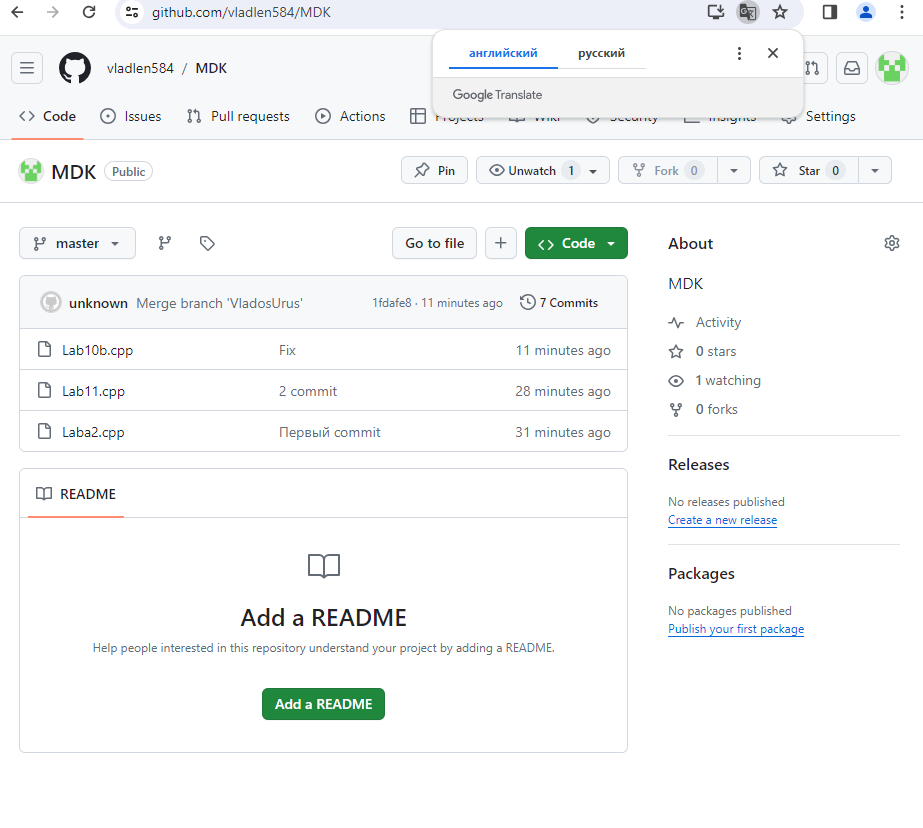 github.com/vladlen584/MDK
английский русский
Google Translate
vladlen584 / MDK
Code Issues Pull requests Actions Projects Wiki Security Insights Settings
MDK Public Pin Unwatch 1 Fork 0 Star 0
master Go to file Code
unknown Merge branch 'VladosUrus' 1fdafe8 · 11 minutes ago 7 Commits
Lab10b.cpp Fix 11 minutes ago
Lab11.cpp 2 commit 28 minutes ago
Laba2.cpp Первый commit 31 minutes ago
README
Add a README
Help people interested in this repository understand your project by adding a README.
Add a README
About
MDK
Activity
0 stars
1 watching
0 forks
Releases
No releases published
Create a new release
Packages
No packages published
Publish your first package